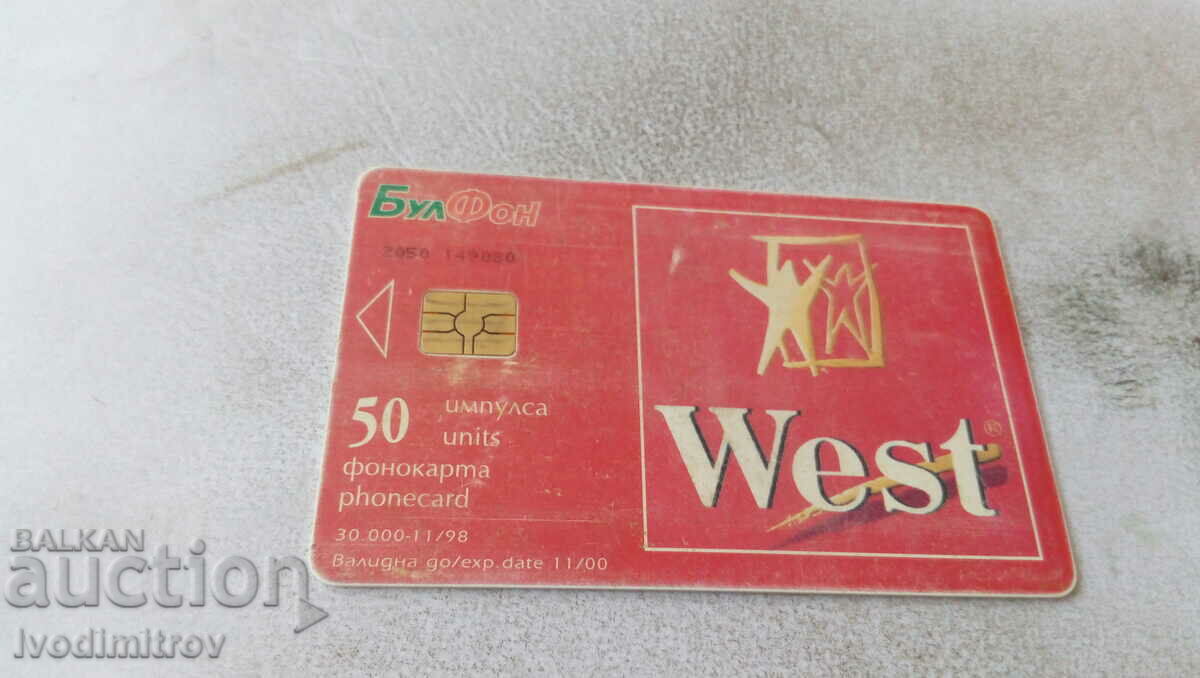 БулФон
2050 149080
50 импулса
units
фонокарта
phonecard
30.000-11/98
Валидна до/exp.date 11/00
West®
BALKAN
auction
Ivodimitrov